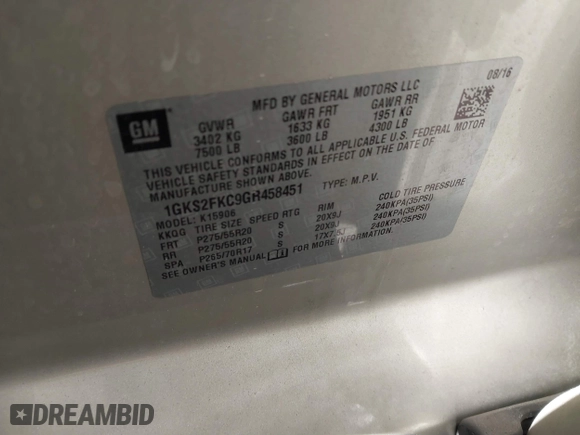 08/16
MFD BY GENERAL MOTORS LLC
GM
GVWR GAWR FRT GAWR RR
3402 KG 1633 KG 1951 KG
7500 LB 3600 LB 4300 LB
THIS VEHICLE CONFORMS TO ALL APPLICABLE U.S. FEDERAL MOTOR
VEHICLE SAFETY STANDARDS IN EFFECT ON THE DATE OF
MANUFACTURE SHOWN ABOVE.
1GKS2FKC9GR458451 TYPE: M.P.V.
MODEL: K15906
KKOG TIRE SIZE SPEED RTG RIM COLD TIRE PRESSURE
FRT P275/55R20 S 20X9J 240KPA(35PSI)
RR P275/55R20 S 20X9J 240KPA(35PSI)
SPA P265/70R17 S 17X7.5J 240KPA(35PSI)
SEE OWNER'S MANUAL FOR MORE INFORMATION.
DREAMBID